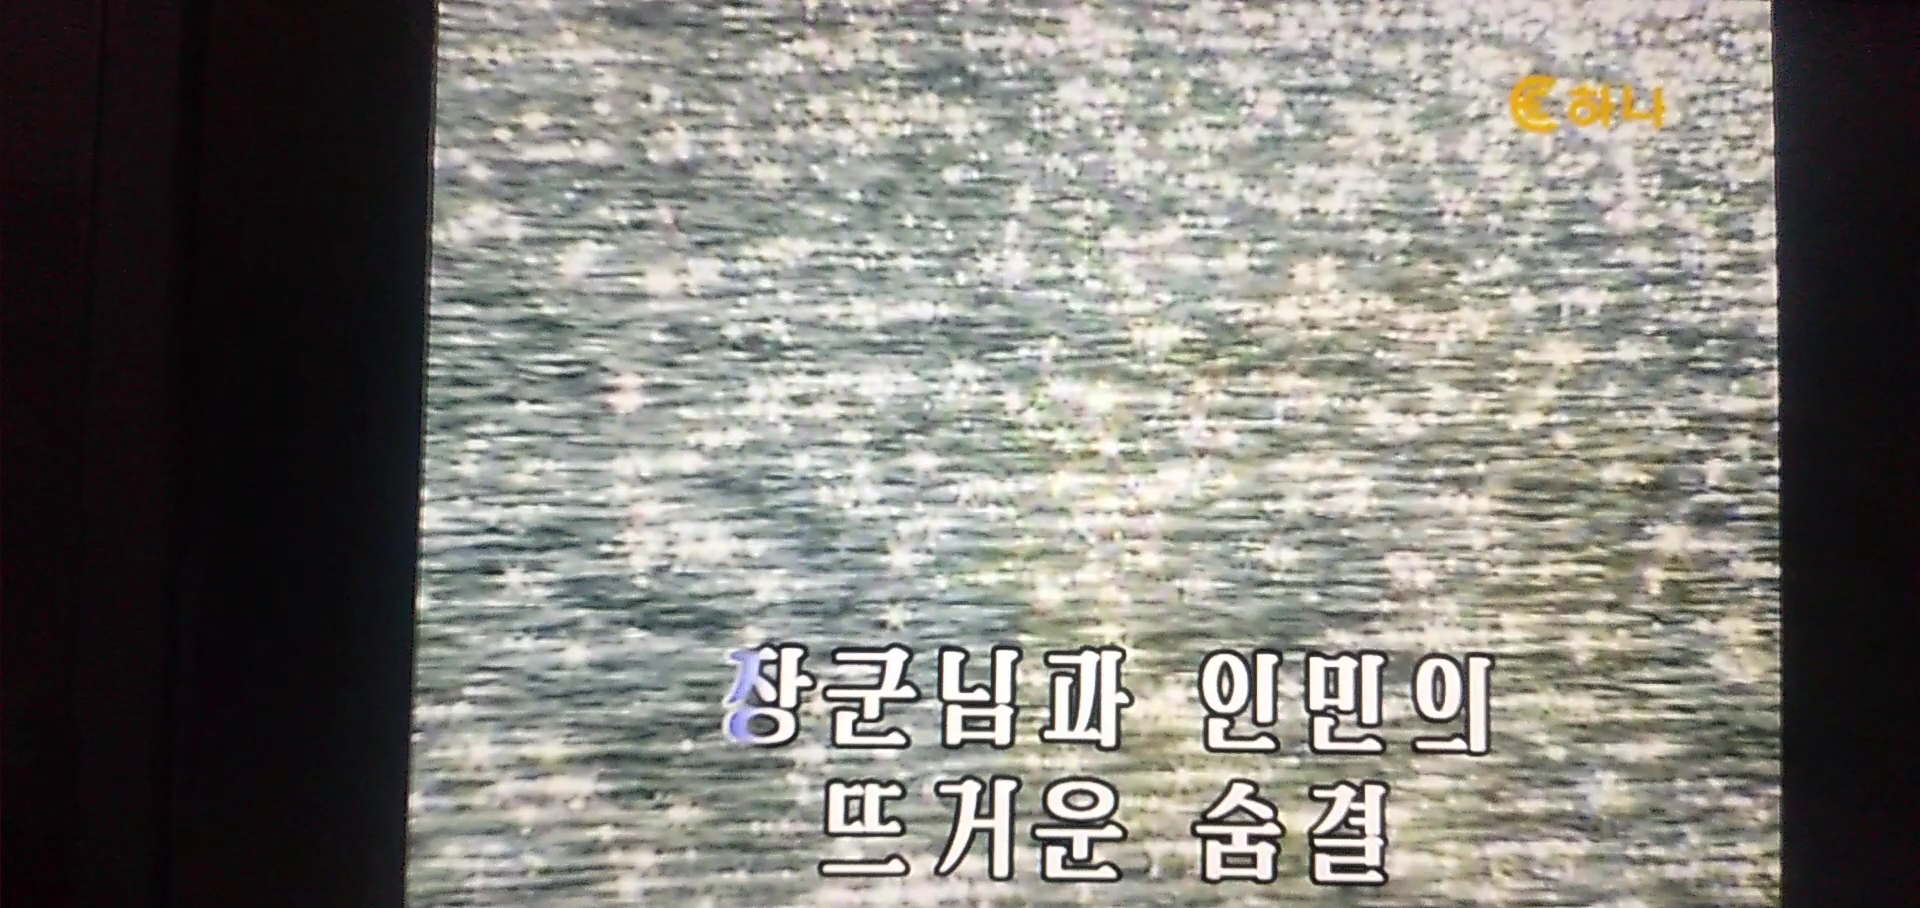 하나
장군님과 인민의
뜨거운 숨결